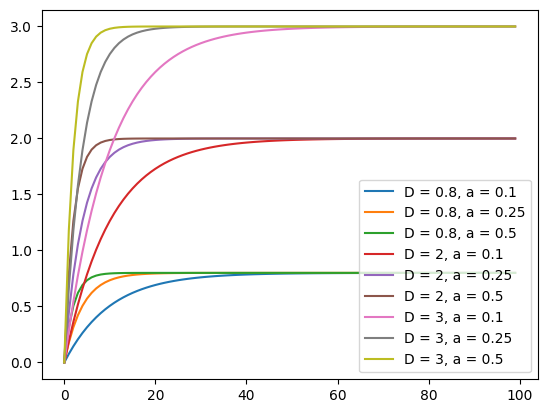 3.0
2.5
2.0
1.5
1.0
0.5
0.0
D = 0.8, a = 0.1
D = 0.8, a = 0.25
D = 0.8, a = 0.5
D = 2, a = 0.1
D = 2, a = 0.25
D = 2, a = 0.5
D = 3, a = 0.1
D = 3, a = 0.25
D = 3, a = 0.5
0 20 40 60 80 100